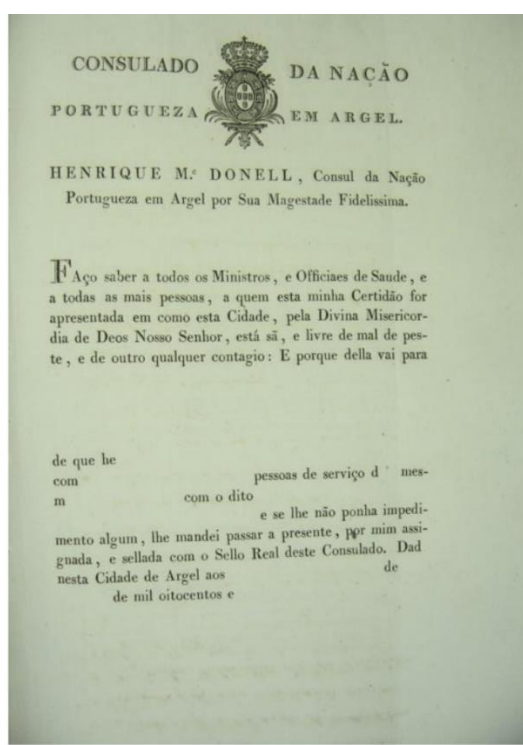 CONSULADO DA NAÇÃO
PORTUGUEZA EM ARGEL.
HENRIQUE M.c DONELL, Consul da Nação
Portugueza em Argel por Sua Magestade Fidelissima.
FAço saber a todos os Ministros, e Officiaes de Saude, e
a todas as mais pessoas, a quem esta minha Certidão for
apresentada em como esta Cidade, pela Divina Misericor-
dia de Deos Nosso Senhor, está sã, e livre de mal de pes-
te, e de outro qualquer contagio: E porque della vai para
de que he
com pessoas de serviço d mes-
m com o dito
e se lhe não ponha impedi-
mento algum, lhe mandei passar a presente, por mim assi-
gnada, e sellada com o Sello Real deste Consulado. Dad
nesta Cidade de Argel aos de
de mil oitocentos e